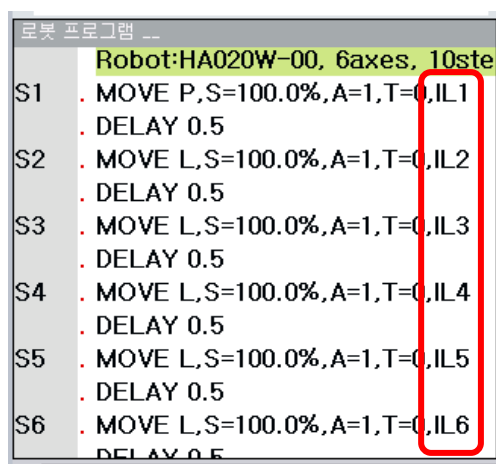 로봇 프로그램 __
Robot:HA020W-00, 6axes, 10ste
S1 . MOVE P,S=100.0%,A=1,T=0,IL1
. DELAY 0.5
S2 . MOVE L,S=100.0%,A=1,T=0,IL2
. DELAY 0.5
S3 . MOVE L,S=100.0%,A=1,T=0,IL3
. DELAY 0.5
S4 . MOVE L,S=100.0%,A=1,T=0,IL4
. DELAY 0.5
S5 . MOVE L,S=100.0%,A=1,T=0,IL5
. DELAY 0.5
S6 . MOVE L,S=100.0%,A=1,T=0,IL6
DELAY 0.5